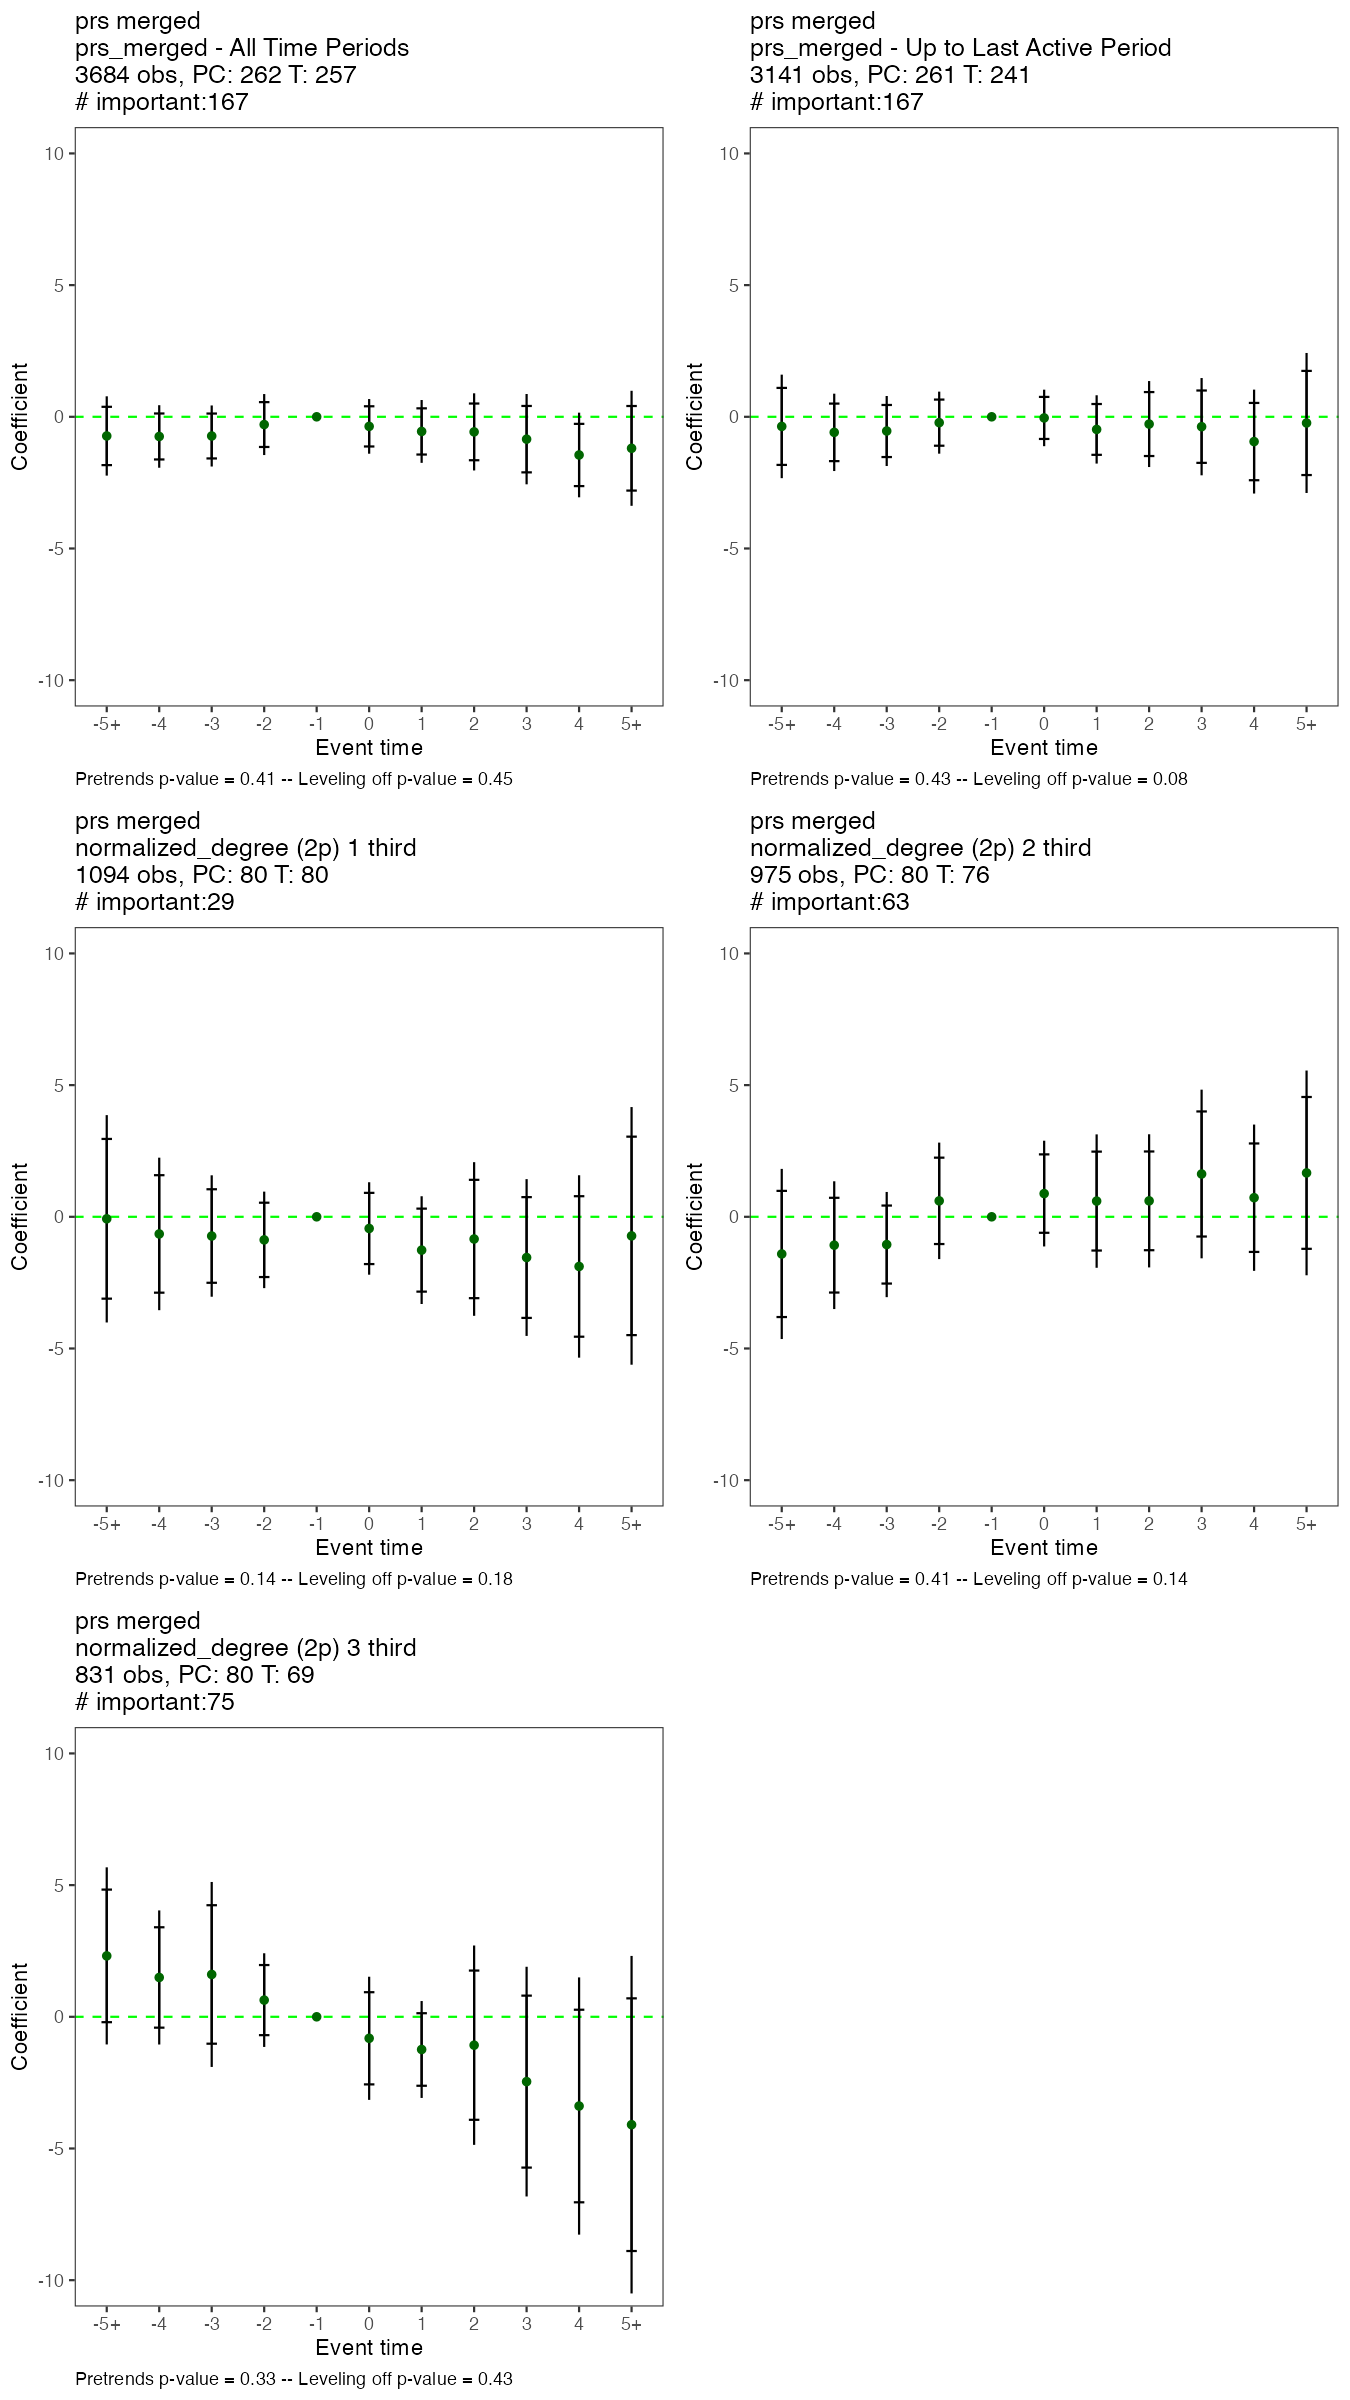 prs merged
prs_merged - All Time Periods
3684 obs, PC: 262 T: 257
# important:167
10
5
0
-5
-10
Coefficient
-5+ -4 -3 -2 -1 0 1 2 3 4 5+
Event time
Pretrends p-value = 0.41 -- Leveling off p-value = 0.45
prs merged
prs_merged - Up to Last Active Period
3141 obs, PC: 261 T: 241
# important:167
10
5
0
-5
-10
Coefficient
-5+ -4 -3 -2 -1 0 1 2 3 4 5+
Event time
Pretrends p-value = 0.43 -- Leveling off p-value = 0.08
prs merged
normalized_degree (2p) 1 third
1094 obs, PC: 80 T: 80
# important:29
10
5
0
-5
-10
Coefficient
-5+ -4 -3 -2 -1 0 1 2 3 4 5+
Event time
Pretrends p-value = 0.14 -- Leveling off p-value = 0.18
prs merged
normalized_degree (2p) 2 third
975 obs, PC: 80 T: 76
# important:63
10
5
0
-5
-10
Coefficient
-5+ -4 -3 -2 -1 0 1 2 3 4 5+
Event time
Pretrends p-value = 0.41 -- Leveling off p-value = 0.14
prs merged
normalized_degree (2p) 3 third
831 obs, PC: 80 T: 69
# important:75
10
5
0
-5
-10
Coefficient
-5+ -4 -3 -2 -1 0 1 2 3 4 5+
Event time
Pretrends p-value = 0.33 -- Leveling off p-value = 0.43